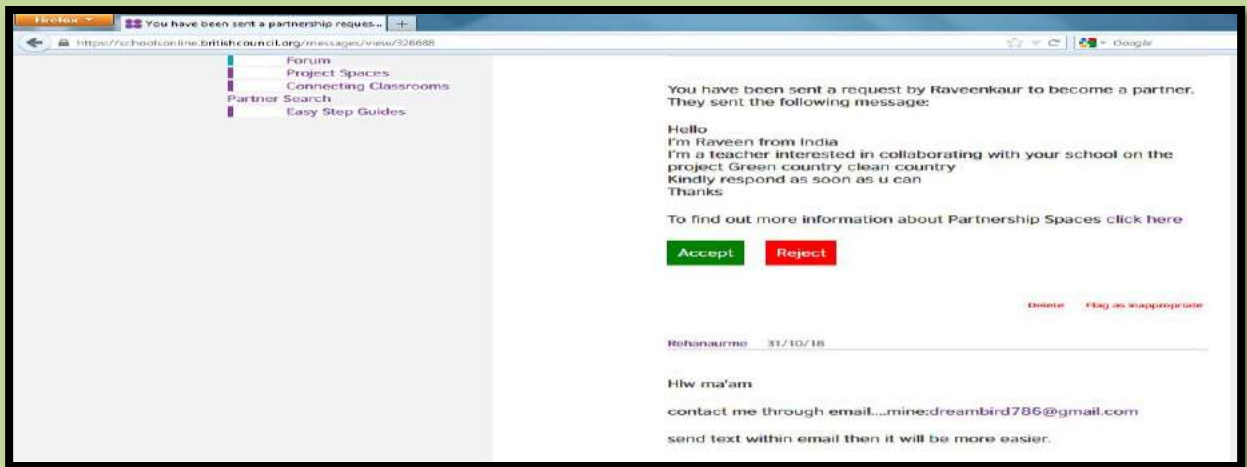 Firefox
You have been sent a partnership reques...
https://schoolsonline.britishcouncil.org/messages/view/326688
Google
Forum
Project Spaces
Connecting Classrooms
Partner Search
Easy Step Guides
You have been sent a request by Raveenkaur to become a partner.
They sent the following message:
Hello
I'm Raveen from India
I'm a teacher interested in collaborating with your school on the
project Green country clean country
Kindly respond as soon as u can
Thanks
To find out more information about Partnership Spaces click here
Accept Reject
Delete Flag as inappropriate
Rehanaurme 31/10/18
Hlw ma'am
contact me through email....mine:dreambird786@gmail.com
send text within email then it will be more easier.